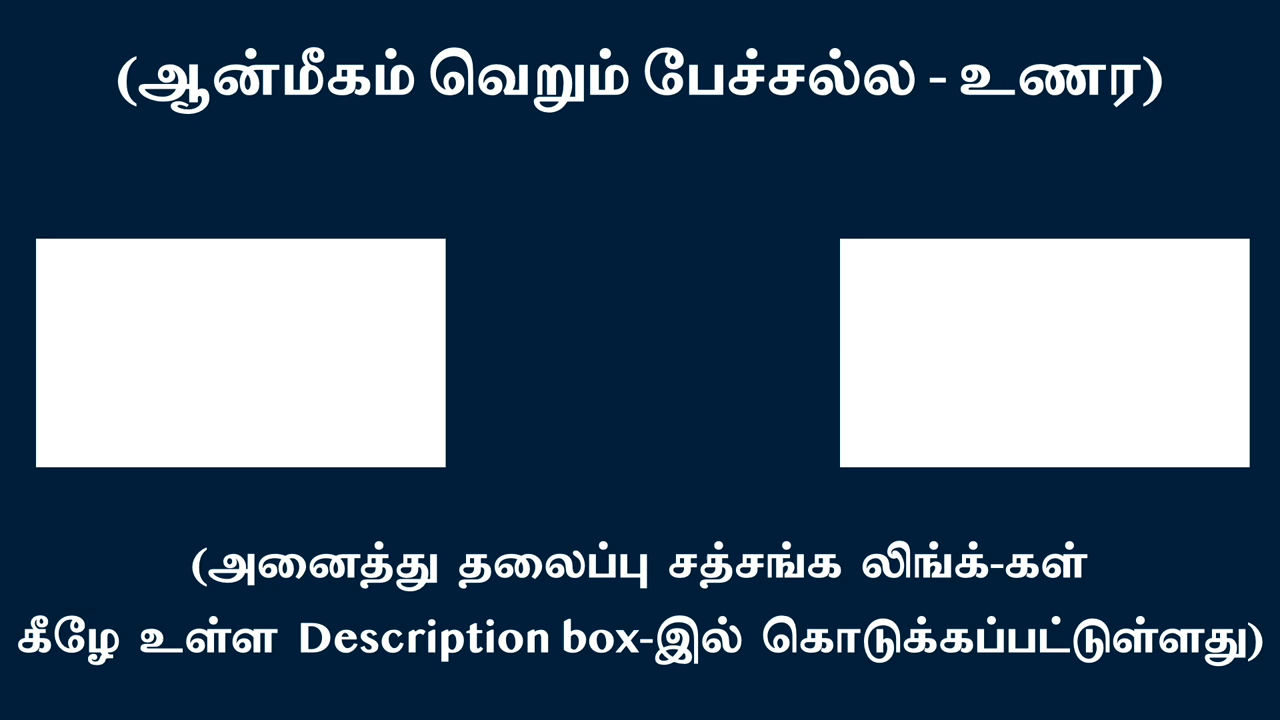 (ஆன்மீகம் வெறும் பேச்சல்ல - உணர)
(அனைத்து தலைப்பு சத்சங்க லிங்க்-கள்
கீழே உள்ள Description box-இல் கொடுக்கப்பட்டுள்ளது)